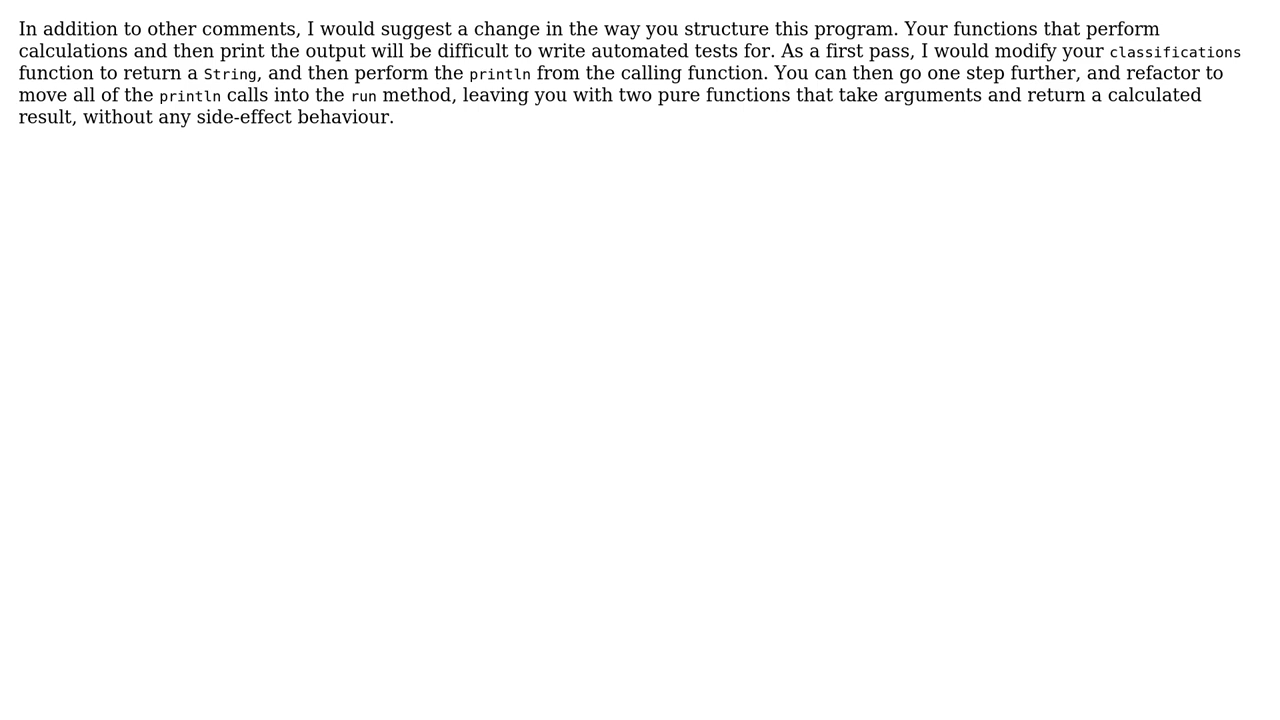 In addition to other comments, I would suggest a change in the way you structure this program. Your functions that perform
calculations and then print the output will be difficult to write automated tests for. As a first pass, I would modify your classifications
function to return a String, and then perform the println from the calling function. You can then go one step further, and refactor to
move all of the println calls into the run method, leaving you with two pure functions that take arguments and return a calculated
result, without any side-effect behaviour.